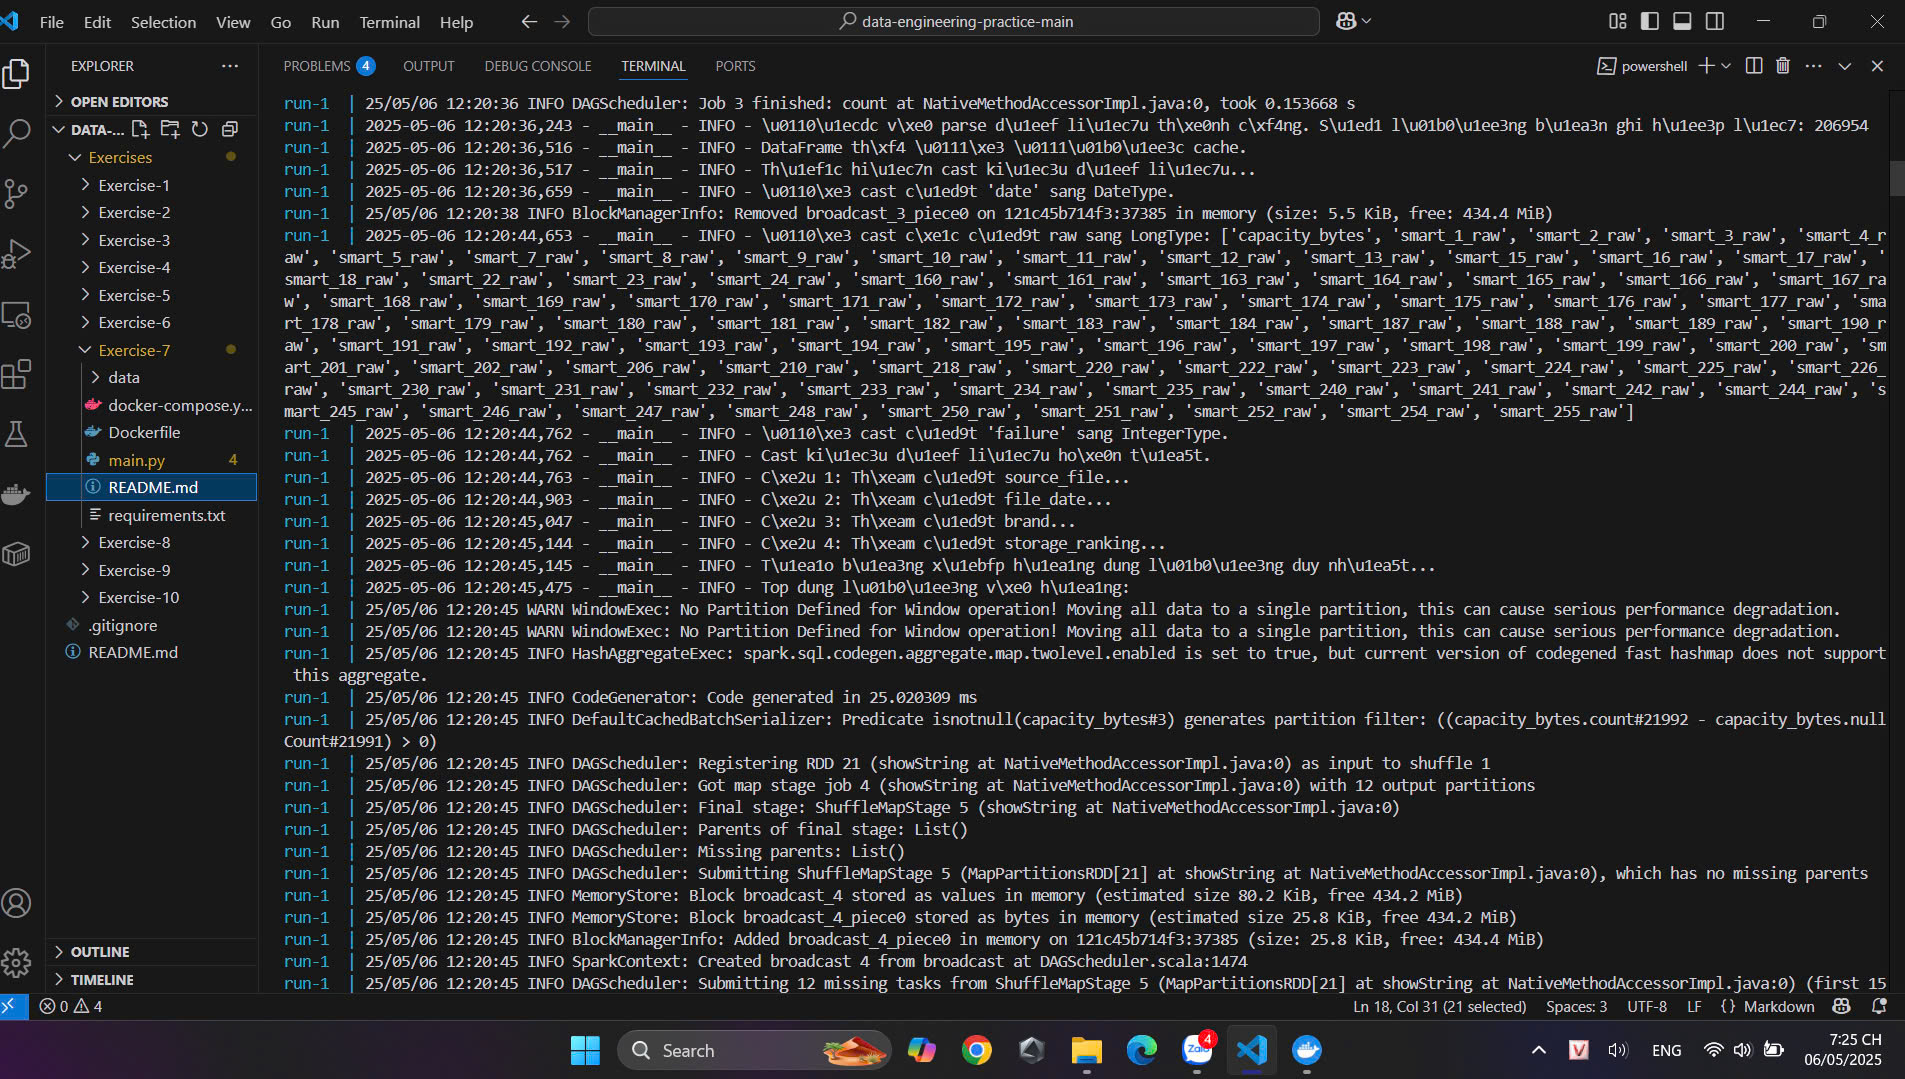 File Edit Selection View Go Run Terminal Help
data-engineering-practice-main
EXPLORER
OPEN EDITORS
DATA-...
Exercises
Exercise-1
Exercise-2
Exercise-3
Exercise-4
Exercise-5
Exercise-6
Exercise-7
data
docker-compose.y...
Dockerfile
main.py 4
README.md
requirements.txt
Exercise-8
Exercise-9
Exercise-10
.gitignore
README.md
OUTLINE
TIMELINE
PROBLEMS 4 OUTPUT DEBUG CONSOLE TERMINAL PORTS
powershell
run-1 | 25/05/06 12:20:36 INFO DAGScheduler: Job 3 finished: count at NativeMethodAccessorImpl.java:0, took 0.153668 s
run-1 | 2025-05-06 12:20:36,243 - __main__ - INFO - \u0110\u1ecdc v\xe0 parse d\u1eef li\u1ec7u th\xe0nh c\xf4ng. S\u1ed1 l\u01b0\u1ee3ng b\u1ea3n ghi h\u1ee3p l\u1ec7: 206954
run-1 | 2025-05-06 12:20:36,516 - __main__ - INFO - DataFrame th\xf4 \u0111\xe3 \u0111\u01b0\u1ee3c cache.
run-1 | 2025-05-06 12:20:36,517 - __main__ - INFO - Th\u1ef1c hi\u1ec7n cast ki\u1ec3u d\u1eef li\u1ec7u...
run-1 | 2025-05-06 12:20:36,659 - __main__ - INFO - \u0110\xe3 cast c\u1ed9t 'date' sang DateType.
run-1 | 25/05/06 12:20:38 INFO BlockManagerInfo: Removed broadcast_3_piece0 on 121c45b714f3:37385 in memory (size: 5.5 KiB, free: 434.4 MiB)
run-1 | 2025-05-06 12:20:44,653 - __main__ - INFO - \u0110\xe3 cast c\xe1c c\u1ed9t raw sang LongType: ['capacity_bytes', 'smart_1_raw', 'smart_2_raw', 'smart_3_raw', 'smart_4_r
aw', 'smart_5_raw', 'smart_7_raw', 'smart_8_raw', 'smart_9_raw', 'smart_10_raw', 'smart_11_raw', 'smart_12_raw', 'smart_13_raw', 'smart_15_raw', 'smart_16_raw', 'smart_17_raw', '
smart_18_raw', 'smart_22_raw', 'smart_23_raw', 'smart_24_raw', 'smart_160_raw', 'smart_161_raw', 'smart_163_raw', 'smart_164_raw', 'smart_165_raw', 'smart_166_raw', 'smart_167_ra
w', 'smart_168_raw', 'smart_169_raw', 'smart_170_raw', 'smart_171_raw', 'smart_172_raw', 'smart_173_raw', 'smart_174_raw', 'smart_175_raw', 'smart_176_raw', 'smart_177_raw', 'sma
rt_178_raw', 'smart_179_raw', 'smart_180_raw', 'smart_181_raw', 'smart_182_raw', 'smart_183_raw', 'smart_184_raw', 'smart_187_raw', 'smart_188_raw', 'smart_189_raw', 'smart_190_r
aw', 'smart_191_raw', 'smart_192_raw', 'smart_193_raw', 'smart_194_raw', 'smart_195_raw', 'smart_196_raw', 'smart_197_raw', 'smart_198_raw', 'smart_199_raw', 'smart_200_raw', 'sm
art_201_raw', 'smart_202_raw', 'smart_206_raw', 'smart_210_raw', 'smart_218_raw', 'smart_220_raw', 'smart_222_raw', 'smart_223_raw', 'smart_224_raw', 'smart_225_raw', 'smart_226_
raw', 'smart_230_raw', 'smart_231_raw', 'smart_232_raw', 'smart_233_raw', 'smart_234_raw', 'smart_235_raw', 'smart_240_raw', 'smart_241_raw', 'smart_242_raw', 'smart_244_raw', 's
mart_245_raw', 'smart_246_raw', 'smart_247_raw', 'smart_248_raw', 'smart_250_raw', 'smart_251_raw', 'smart_252_raw', 'smart_254_raw', 'smart_255_raw']
run-1 | 2025-05-06 12:20:44,762 - __main__ - INFO - \u0110\xe3 cast c\u1ed9t 'failure' sang IntegerType.
run-1 | 2025-05-06 12:20:44,762 - __main__ - INFO - Cast ki\u1ec3u d\u1eef li\u1ec7u ho\xe0n t\u1ea5t.
run-1 | 2025-05-06 12:20:44,763 - __main__ - INFO - C\xe2u 1: Th\xeam c\u1ed9t source_file...
run-1 | 2025-05-06 12:20:44,903 - __main__ - INFO - C\xe2u 2: Th\xeam c\u1ed9t file_date...
run-1 | 2025-05-06 12:20:45,047 - __main__ - INFO - C\xe2u 3: Th\xeam c\u1ed9t brand...
run-1 | 2025-05-06 12:20:45,144 - __main__ - INFO - C\xe2u 4: Th\xeam c\u1ed9t storage_ranking...
run-1 | 2025-05-06 12:20:45,145 - __main__ - INFO - T\u1ea1o b\u1ea3ng x\u1ebfp h\u1ea1ng dung l\u01b0\u1ee3ng duy nh\u1ea5t...
run-1 | 2025-05-06 12:20:45,475 - __main__ - INFO - Top dung l\u01b0\u1ee3ng v\xe0 h\u1ea1ng:
run-1 | 25/05/06 12:20:45 WARN WindowExec: No Partition Defined for Window operation! Moving all data to a single partition, this can cause serious performance degradation.
run-1 | 25/05/06 12:20:45 WARN WindowExec: No Partition Defined for Window operation! Moving all data to a single partition, this can cause serious performance degradation.
run-1 | 25/05/06 12:20:45 INFO HashAggregateExec: spark.sql.codegen.aggregate.map.twolevel.enabled is set to true, but current version of codegened fast hashmap does not support
this aggregate.
run-1 | 25/05/06 12:20:45 INFO CodeGenerator: Code generated in 25.020309 ms
run-1 | 25/05/06 12:20:45 INFO DefaultCachedBatchSerializer: Predicate isnotnull(capacity_bytes#3) generates partition filter: ((capacity_bytes.count#21992 - capacity_bytes.null
Count#21991) > 0)
run-1 | 25/05/06 12:20:45 INFO DAGScheduler: Registering RDD 21 (showString at NativeMethodAccessorImpl.java:0) as input to shuffle 1
run-1 | 25/05/06 12:20:45 INFO DAGScheduler: Got map stage job 4 (showString at NativeMethodAccessorImpl.java:0) with 12 output partitions
run-1 | 25/05/06 12:20:45 INFO DAGScheduler: Final stage: ShuffleMapStage 5 (showString at NativeMethodAccessorImpl.java:0)
run-1 | 25/05/06 12:20:45 INFO DAGScheduler: Parents of final stage: List()
run-1 | 25/05/06 12:20:45 INFO DAGScheduler: Missing parents: List()
run-1 | 25/05/06 12:20:45 INFO DAGScheduler: Submitting ShuffleMapStage 5 (MapPartitionsRDD[21] at showString at NativeMethodAccessorImpl.java:0), which has no missing parents
run-1 | 25/05/06 12:20:45 INFO MemoryStore: Block broadcast_4 stored as values in memory (estimated size 80.2 KiB, free 434.2 MiB)
run-1 | 25/05/06 12:20:45 INFO MemoryStore: Block broadcast_4_piece0 stored as bytes in memory (estimated size 25.8 KiB, free 434.2 MiB)
run-1 | 25/05/06 12:20:45 INFO BlockManagerInfo: Added broadcast_4_piece0 in memory on 121c45b714f3:37385 (size: 25.8 KiB, free: 434.4 MiB)
run-1 | 25/05/06 12:20:45 INFO SparkContext: Created broadcast 4 from broadcast at DAGScheduler.scala:1474
run-1 | 25/05/06 12:20:45 INFO DAGScheduler: Submitting 12 missing tasks from ShuffleMapStage 5 (MapPartitionsRDD[21] at showString at NativeMethodAccessorImpl.java:0) (first 15
0 4
Ln 18, Col 31 (21 selected) Spaces: 3 UTF-8 LF {} Markdown
Search
Zalo 4
ENG
7:25 CH
06/05/2025